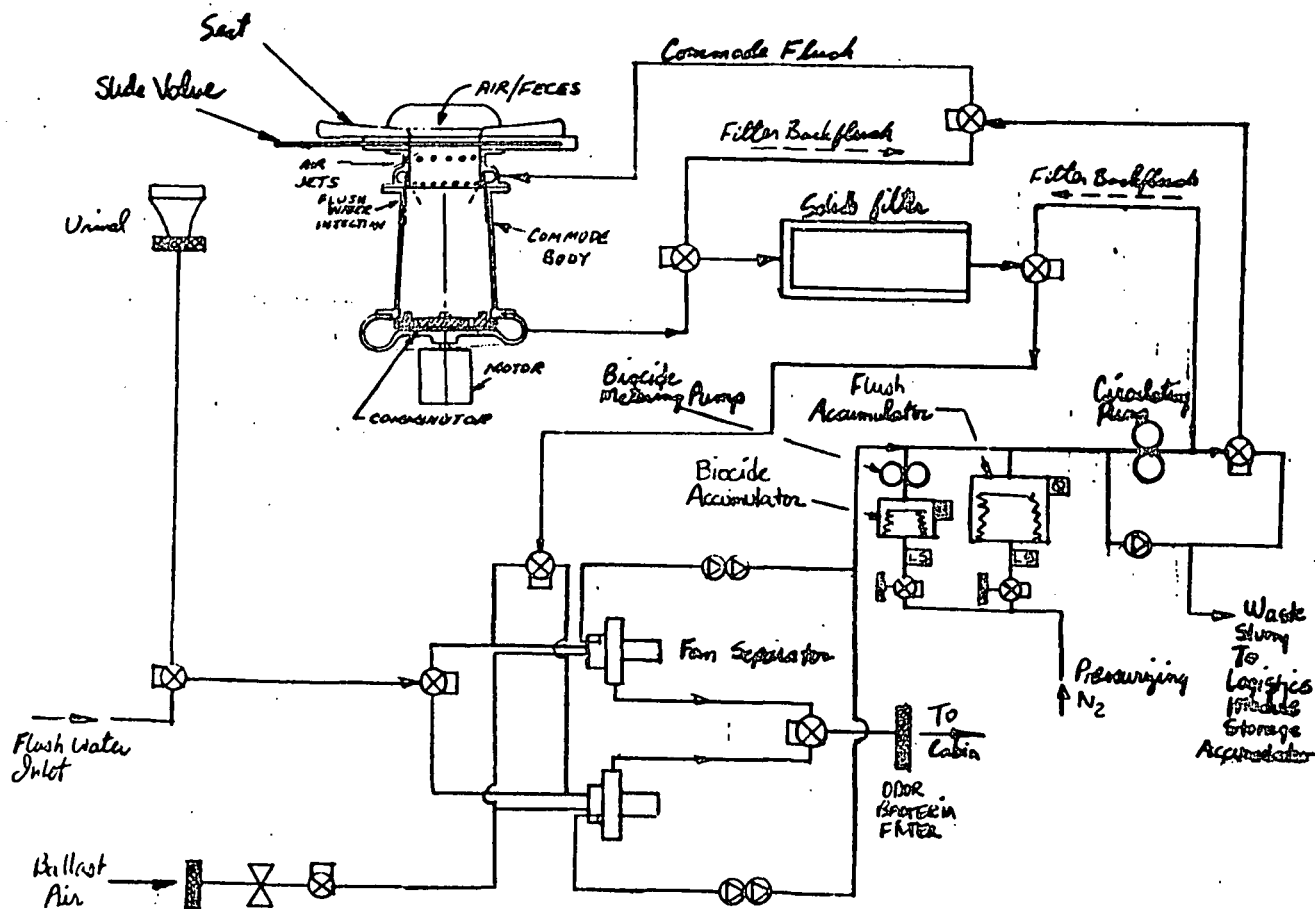 Seat
Slide Valve
AIR/FECES
AIR
JETS
FLUSH
WATER
INJECTION
COMMODE
BODY
MOTOR
COMMINUTOR
Urinal
Commode Flush
Filter Backflush
Filter Backflush
Solids filter
Biocide
Metering Pump
Flush
Accumulator
Circulating
Pump
Biocide
Accumulator
LS
LS
Fan Separator
Flush Water
Inlet
Ballast
Air
To
Cabin
ODOR
BACTERIA
FILTER
Pressurizing
N2
Waste
Slurry
To
Logistics
Storage
Accumulator